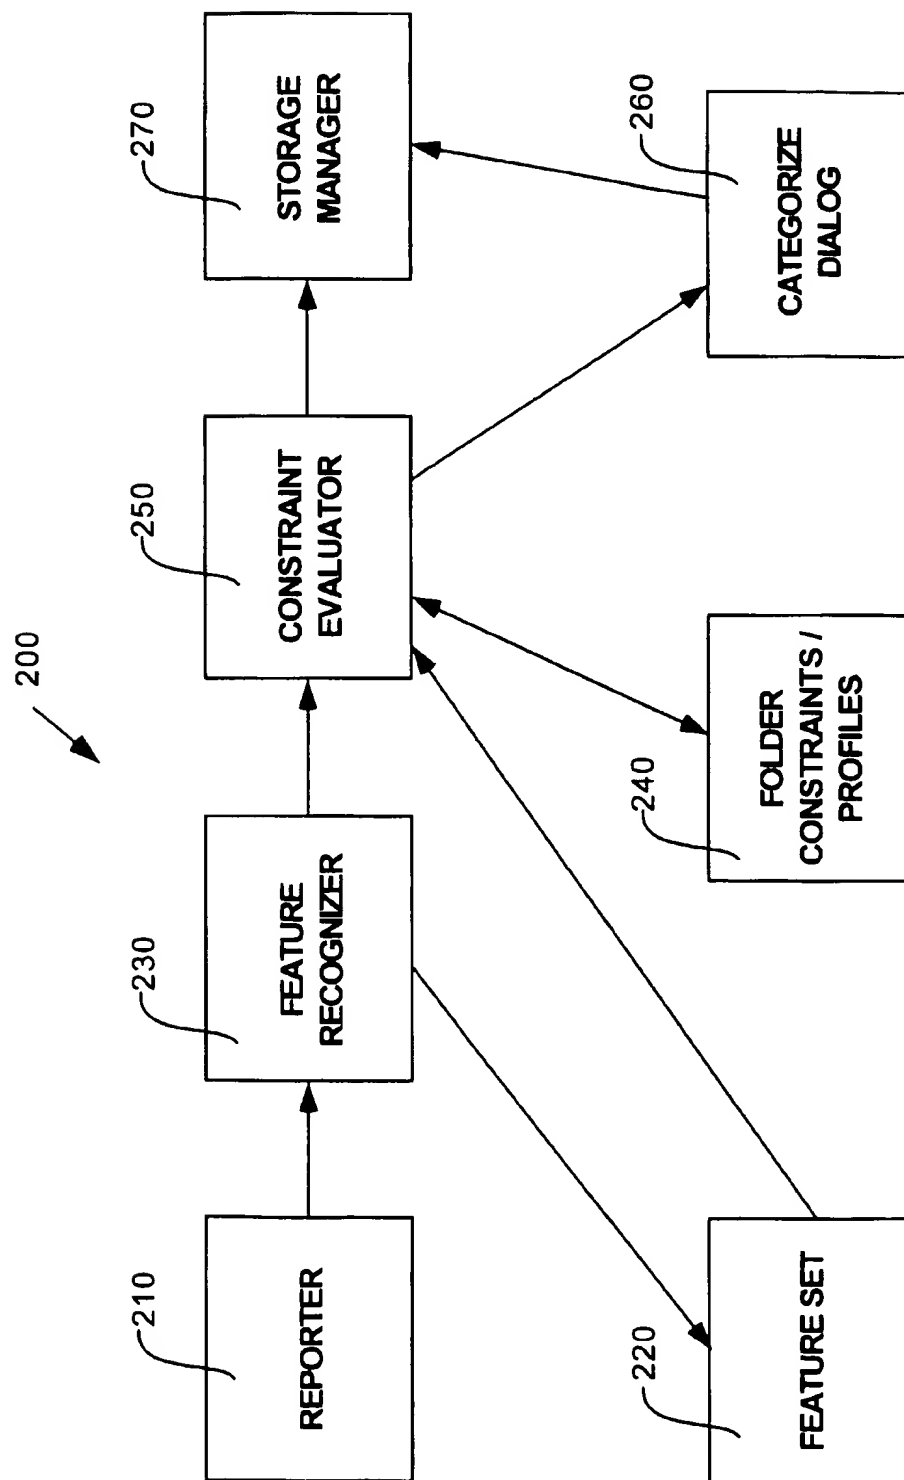 200
210
REPORTER
230
FEATURE
RECOGNIZER
250
CONSTRAINT
EVALUATOR
270
STORAGE
MANAGER
220
FEATURE SET
240
FOLDER
CONSTRAINTS /
PROFILES
260
CATEGORIZE
DIALOG